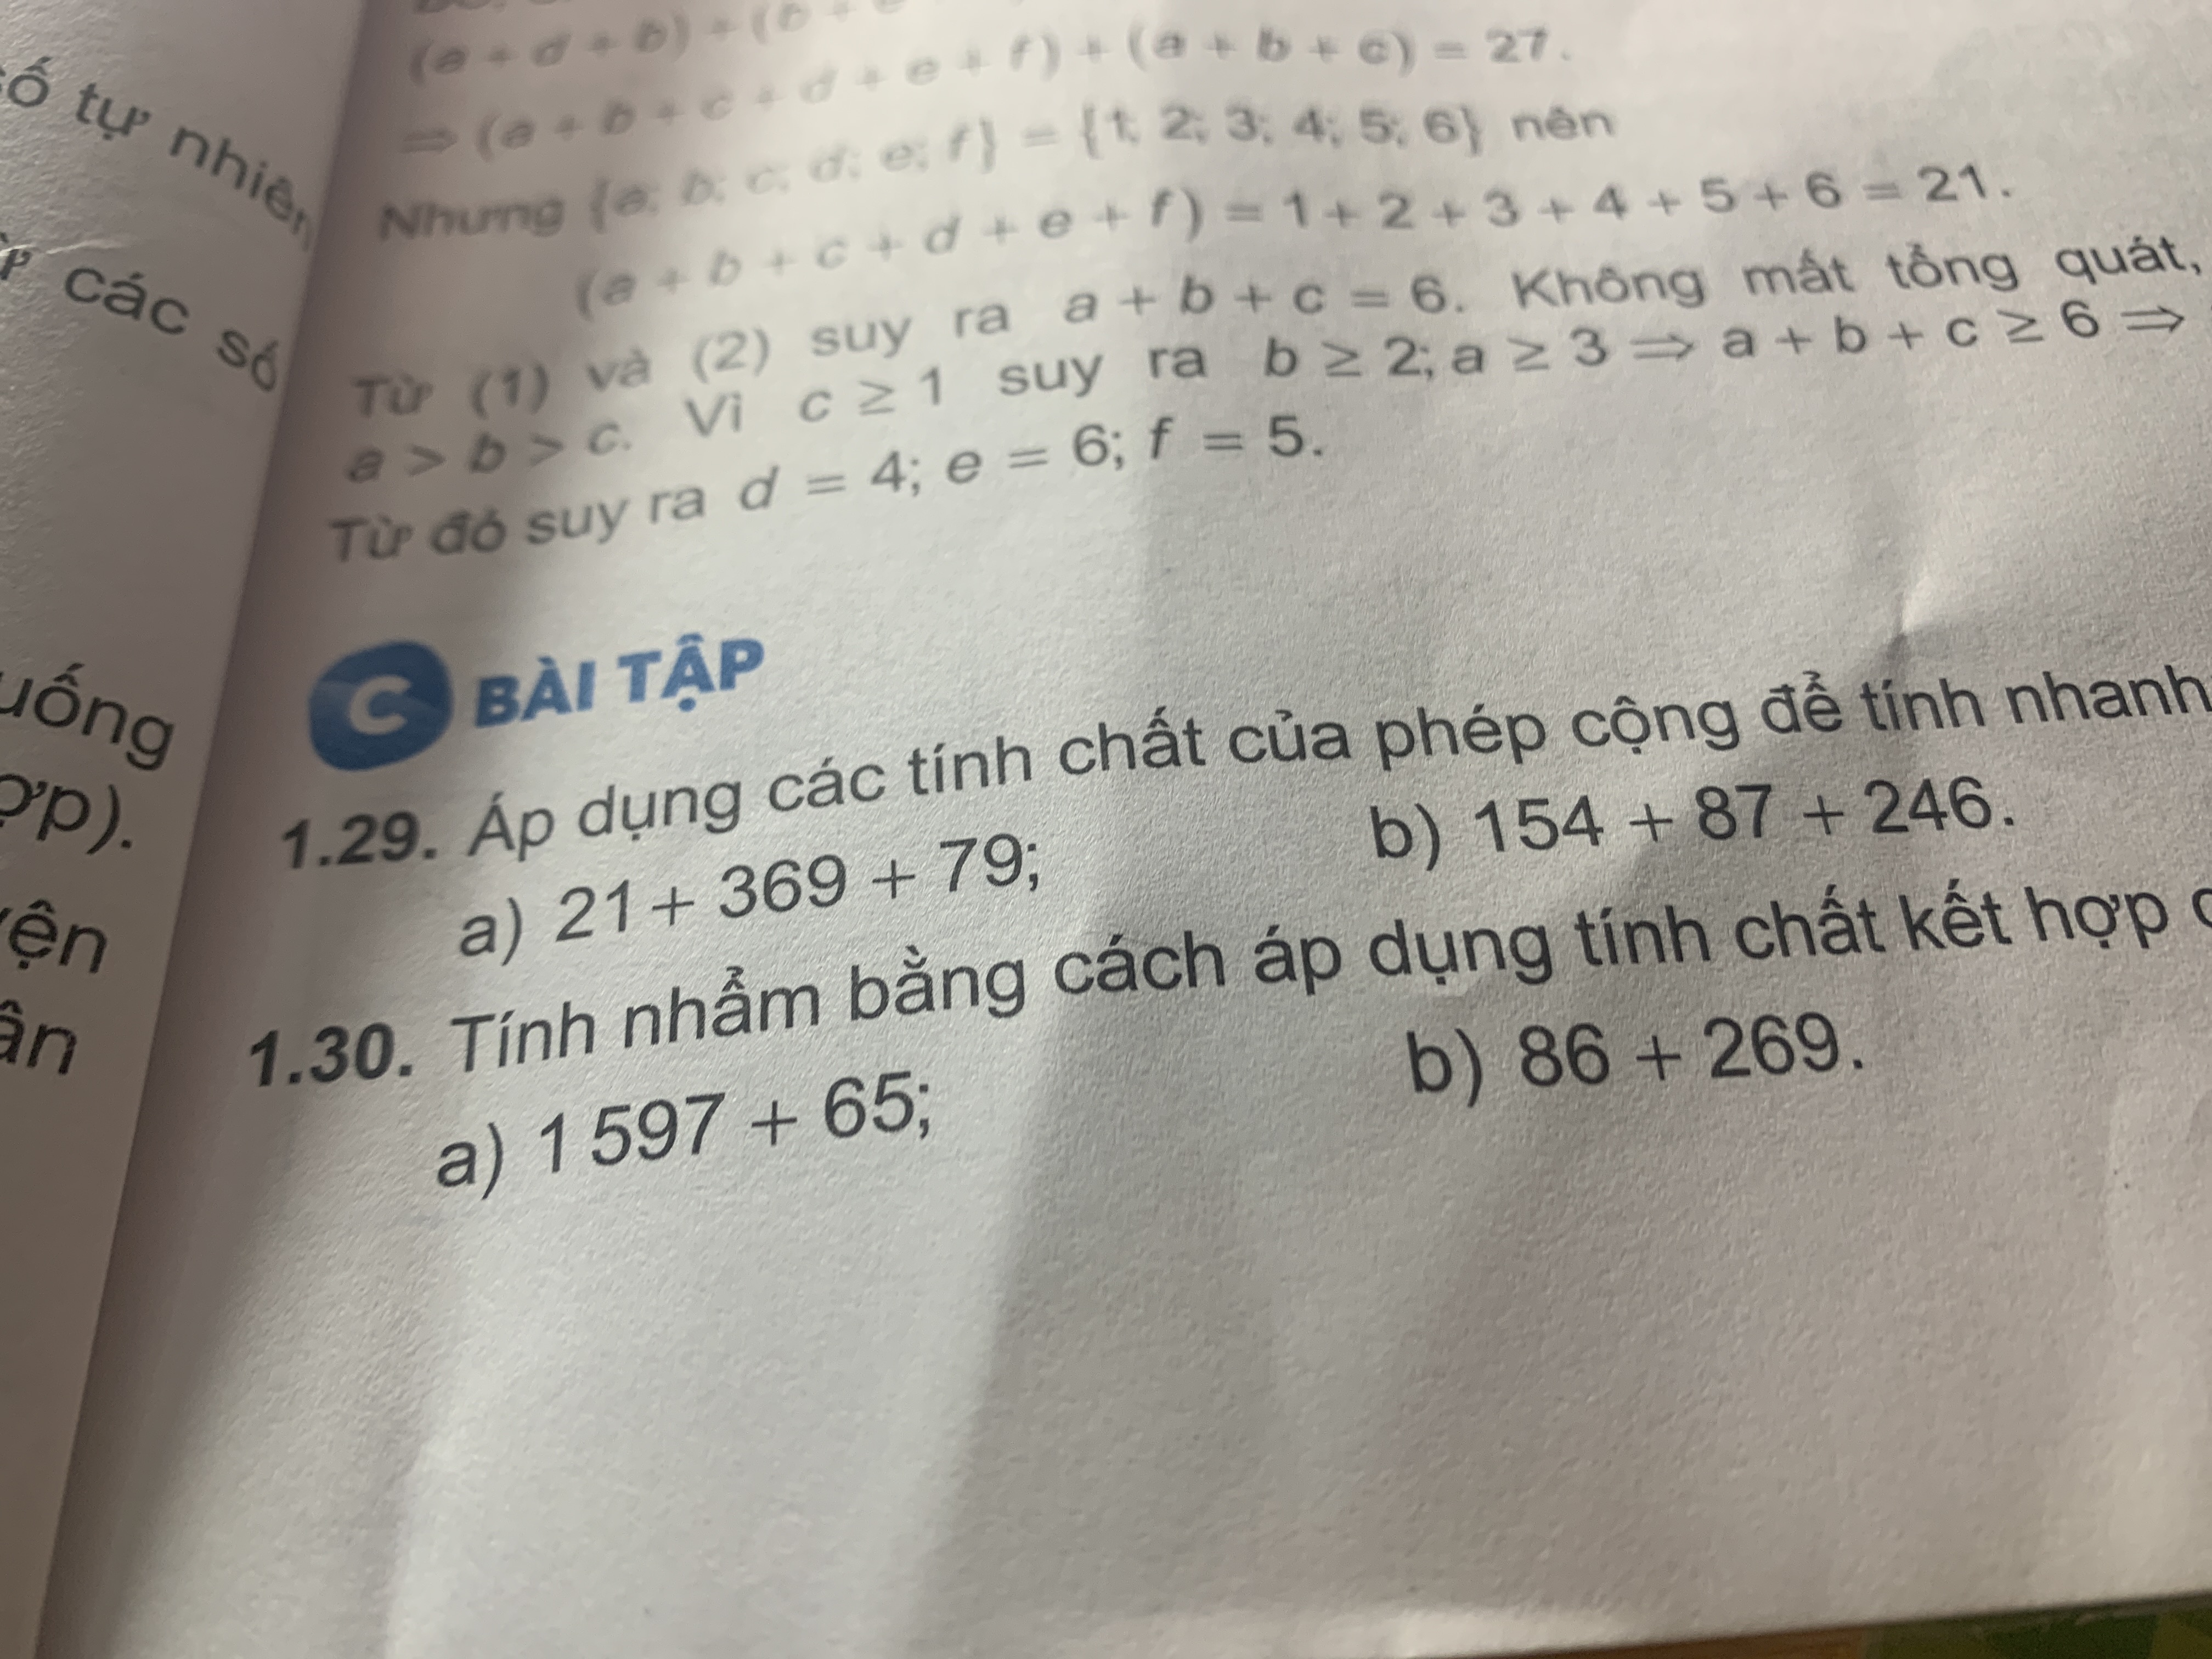 ố tự nhiên
các số
uống
ợp).
ện
ân
(a + d + b) + (b + e
⇒ (a + b + c + d + e + f) + (a + b + c) = 27.
Nhưng {a; b; c; d; e; f} = {1; 2; 3; 4; 5; 6} nên
(a + b + c + d + e + f) = 1 + 2 + 3 + 4 + 5 + 6 = 21.
Từ (1) và (2) suy ra a + b + c = 6. Không mất tổng quát,
a > b > c. Vì c ≥ 1 suy ra b ≥ 2; a ≥ 3 ⇒ a + b + c ≥ 6 ⇒
Từ đó suy ra d = 4; e = 6; f = 5.
C BÀI TẬP
1.29. Áp dụng các tính chất của phép cộng để tính nhanh
a) 21 + 369 + 79; b) 154 + 87 + 246.
1.30. Tính nhẩm bằng cách áp dụng tính chất kết hợp c
a) 1 597 + 65; b) 86 + 269.